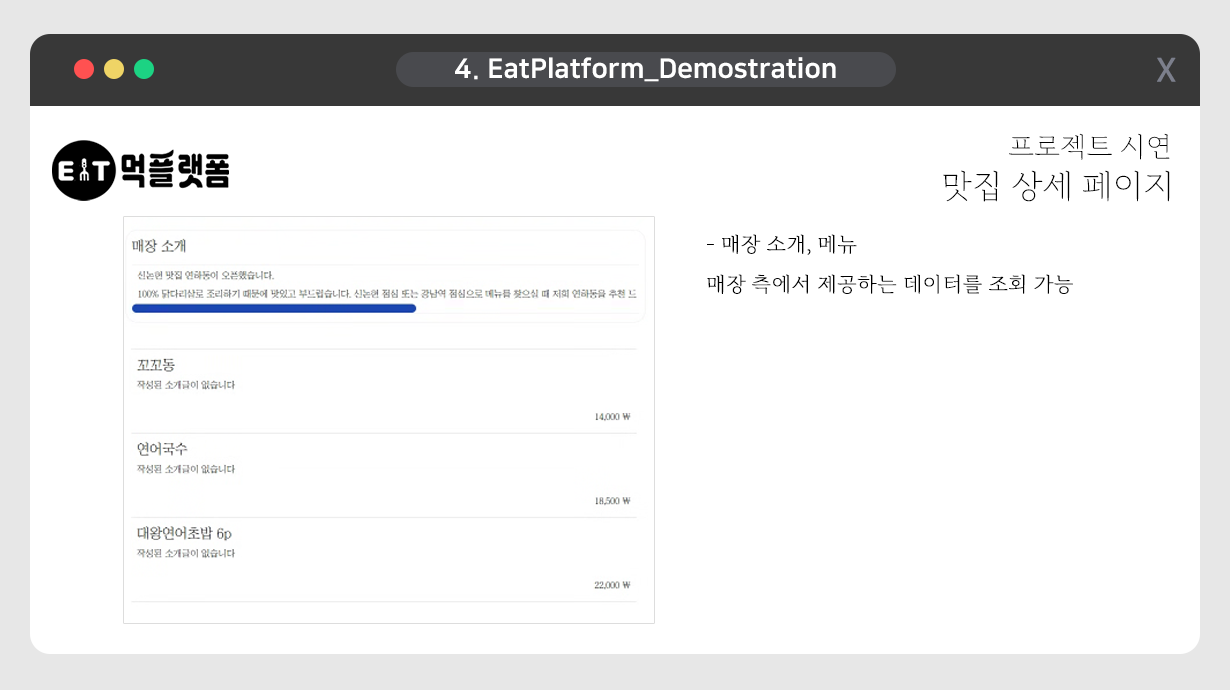 4. EatPlatform_Demostration
X
EAT 먹플랫폼
프로젝트 시연
맛집 상세 페이지
매장 소개
신논현 맛집 연하동이 오픈했습니다.
100% 닭다리살로 조리하기 때문에 맛있고 부드럽습니다. 신논현 점심 또는 강남역 점심으로 메뉴를 찾으실 때 저희 연하동을 추천 드
꼬꼬동
작성된 소개글이 없습니다
14,000 ₩
연어국수
작성된 소개글이 없습니다
18,500 ₩
대왕연어초밥 6p
작성된 소개글이 없습니다
22,000 ₩
- 매장 소개, 메뉴
매장 측에서 제공하는 데이터를 조회 가능